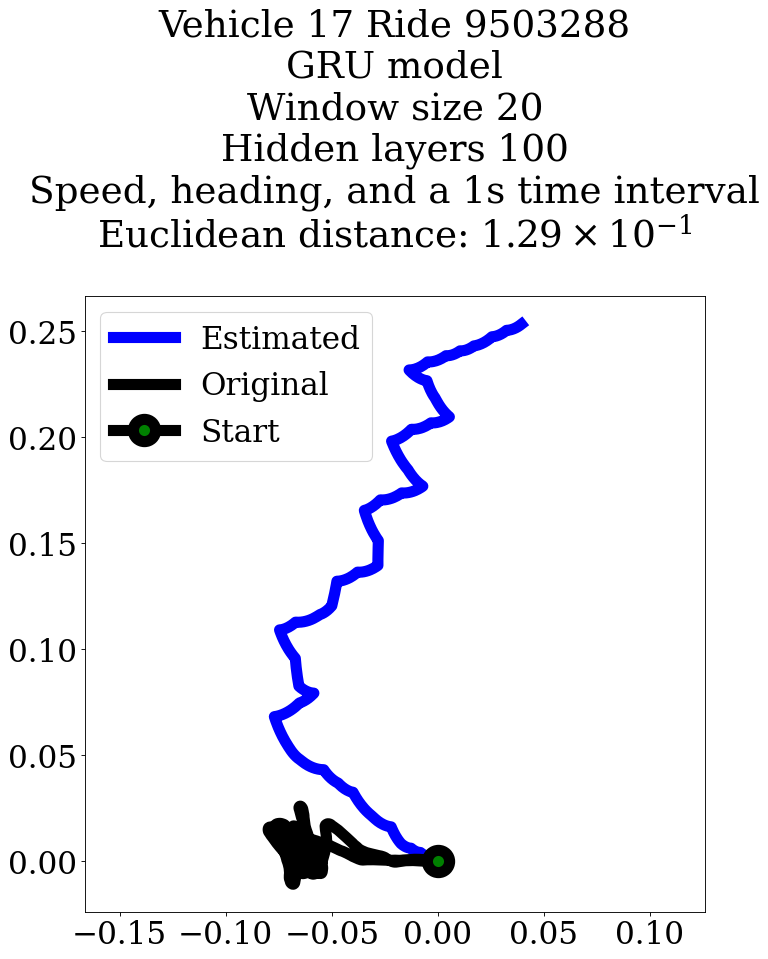 Vehicle 17 Ride 9503288
GRU model
Window size 20
Hidden layers 100
Speed, heading, and a 1s time interval
Euclidean distance: 1.29 × 10⁻¹
Estimated
Original
Start
0.25
0.20
0.15
0.10
0.05
0.00
−0.15 −0.10 −0.05 0.00 0.05 0.10